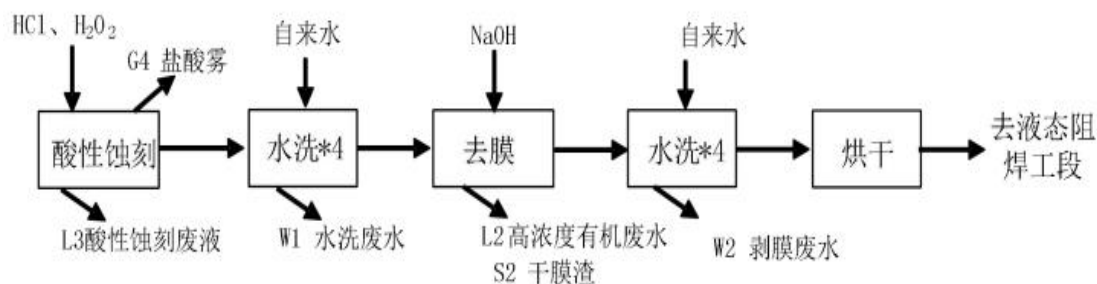 HCl、H₂O₂
G4 盐酸雾
自来水
NaOH
自来水
酸性蚀刻
水洗*4
去膜
水洗*4
烘干
去液态阻
焊工段
L3酸性蚀刻废液
W1 水洗废水
L2高浓度有机废水
S2 干膜渣
W2 剥膜废水